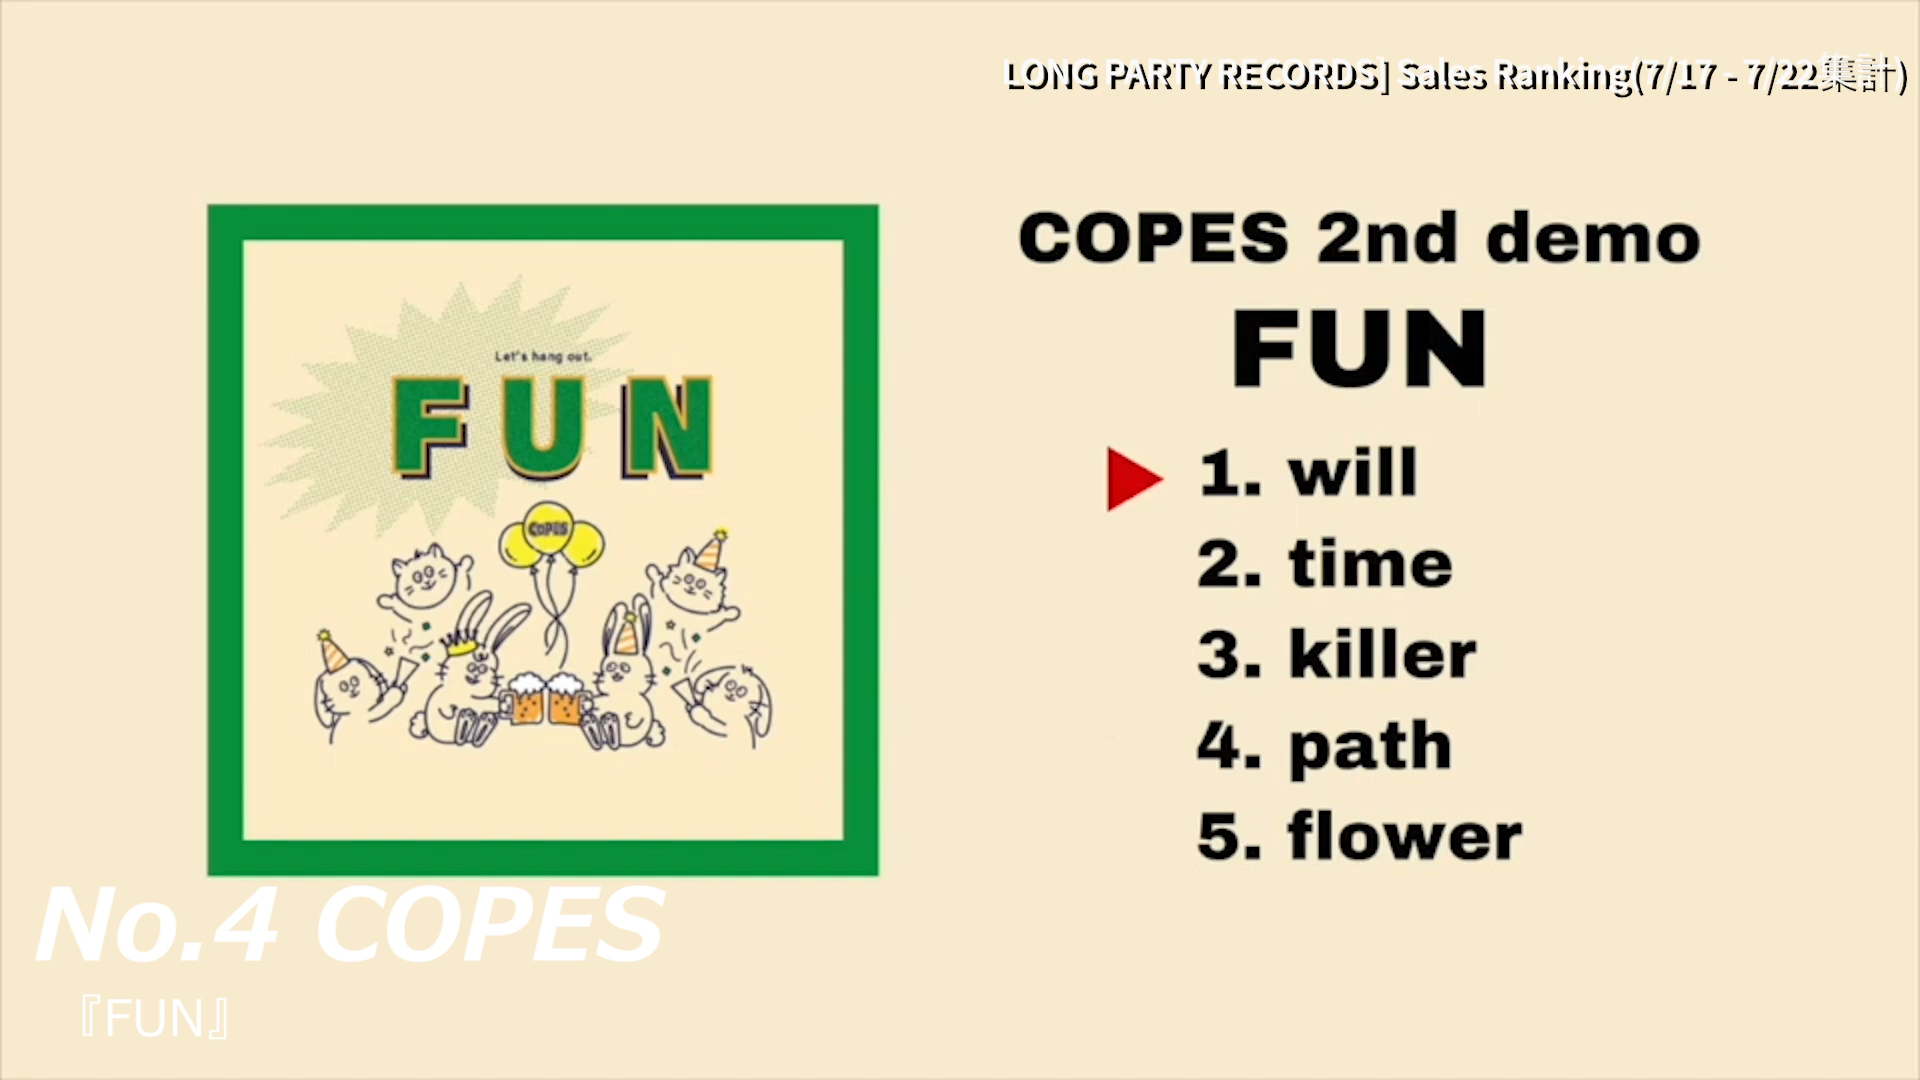 LONG PARTY RECORDS] Sales Ranking(7/17 - 7/22集計)
COPES 2nd demo
FUN
1. will
2. time
3. killer
4. path
5. flower
Let's hang out.
FUN
COPES
No.4 COPES
『FUN』